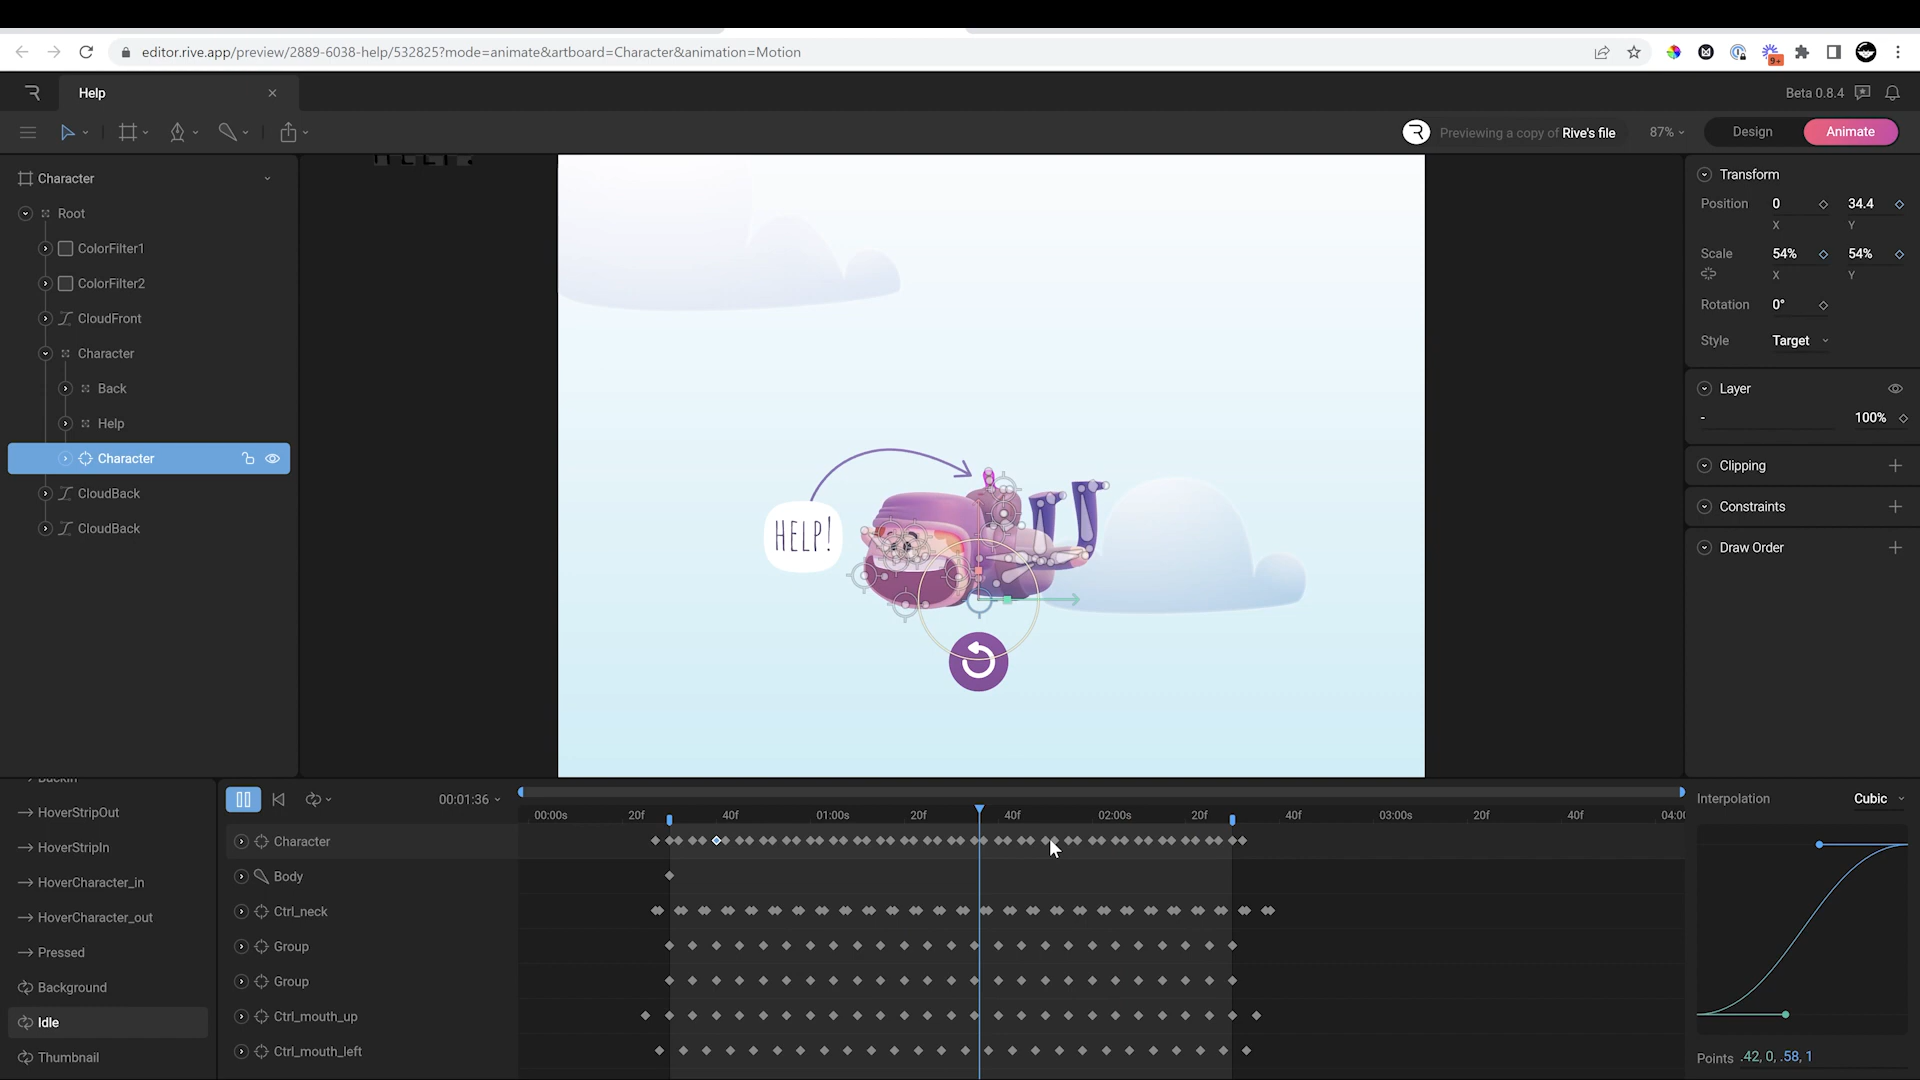 editor.rive.app/preview/2889-6038-help/532825?mode=animate&artboard=Character&animation=Motion
9+
Help
Beta 0.8.4
Previewing a copy of Rive's file
87%
Design
Animate
Character
Root
ColorFilter1
ColorFilter2
CloudFront
Character
Back
Help
Character
CloudBack
CloudBack
HELP!
Transform
Position 0 34.4
X Y
Scale 54% 54%
X Y
Rotation 0°
Style Target
Layer
- 100%
Clipping
Constraints
Draw Order
HoverStripOut
HoverStripIn
HoverCharacter_in
HoverCharacter_out
Pressed
Background
Idle
Thumbnail
00:01:36
00:00s 20f 40f 01:00s 20f 40f 02:00s 20f 40f 03:00s 20f 40f 04:00
Character
Body
Ctrl_neck
Group
Group
Ctrl_mouth_up
Ctrl_mouth_left
Interpolation Cubic
Points .42, 0, .58, 1